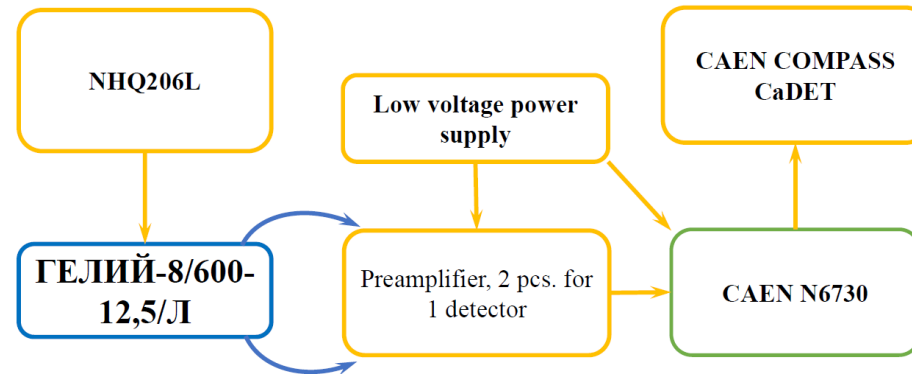 NHQ206L
CAEN COMPASS
CaDET
Low voltage power
supply
ГЕЛИЙ-8/600-
12,5/Л
Preamplifier, 2 pcs. for
1 detector
CAEN N6730